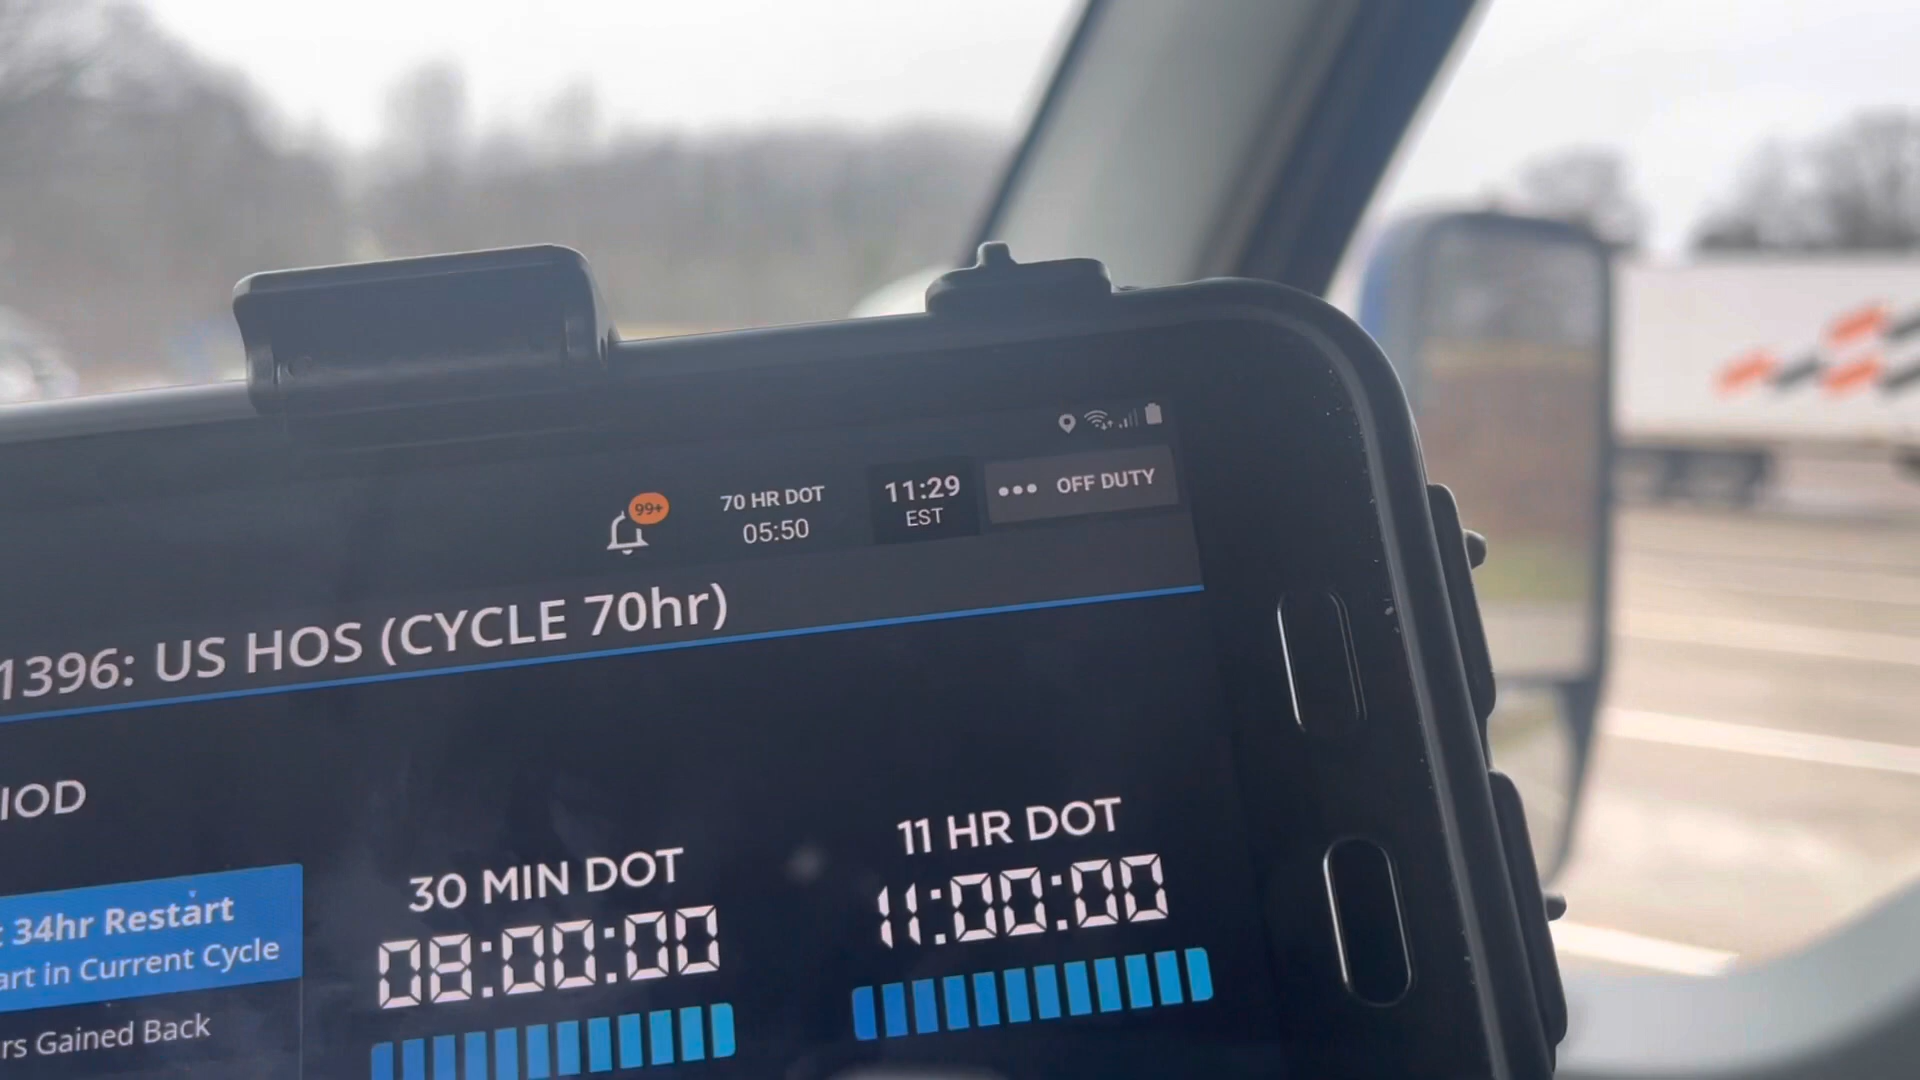 99+
70 HR DOT
05:50
11:29
EST
••• OFF DUTY
1396: US HOS (CYCLE 70hr)
IOD
34hr Restart
art in Current Cycle
rs Gained Back
30 MIN DOT
08:00:00
11 HR DOT
11:00:00